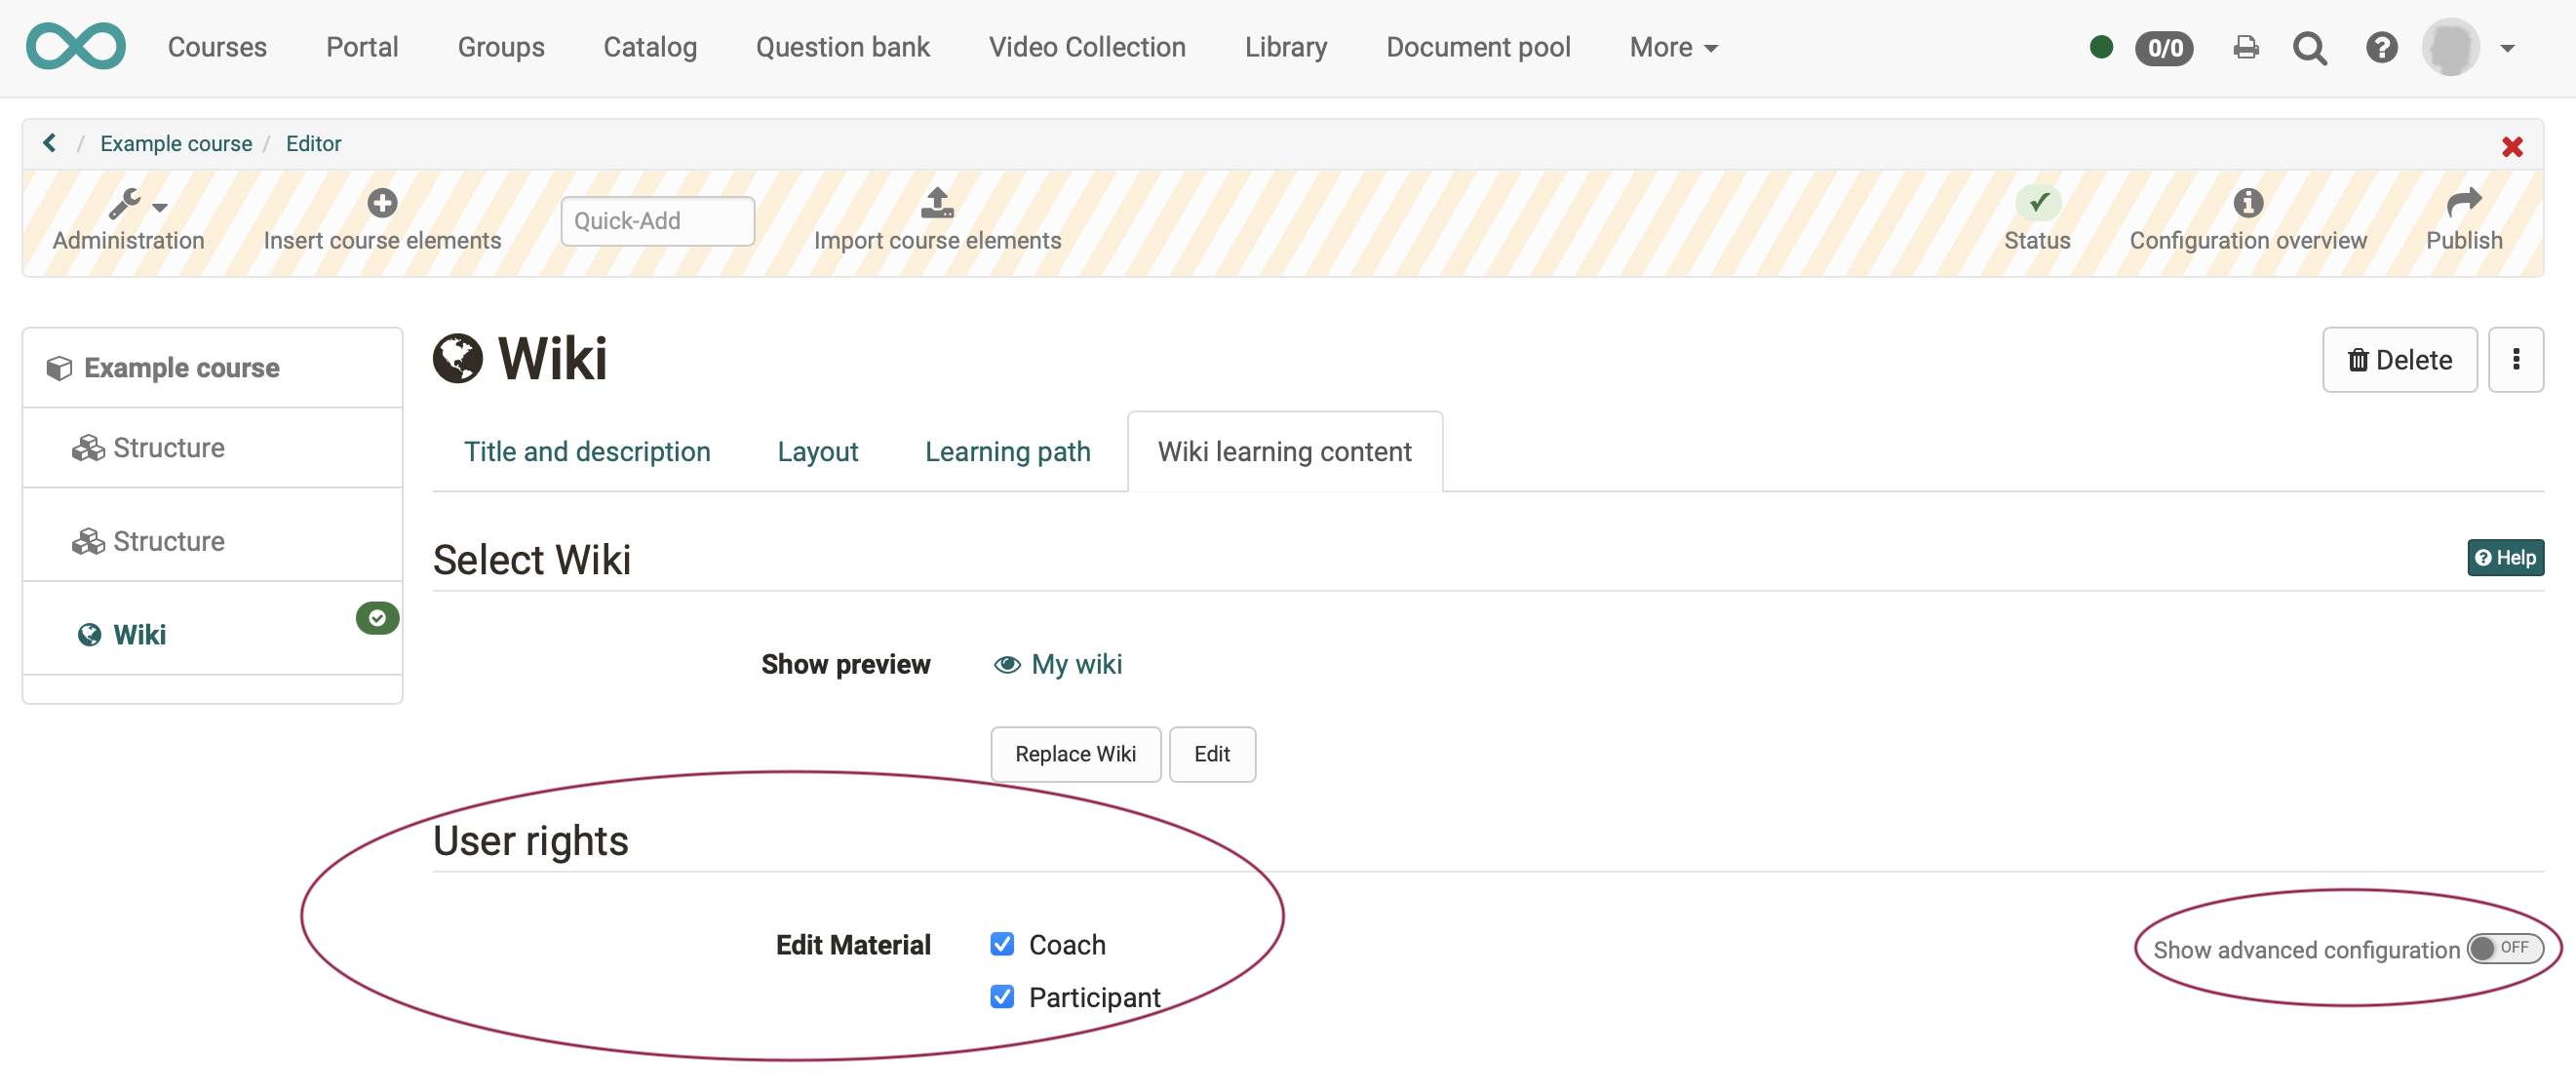 Courses Portal Groups Catalog Question bank Video Collection Library Document pool More 0/0
Example course / Editor
Administration Insert course elements Quick-Add Import course elements Status Configuration overview Publish
Example course
Structure
Structure
Wiki
Wiki
Delete
Title and description Layout Learning path Wiki learning content
Select Wiki
Help
Show preview My wiki
Replace Wiki Edit
User rights
Edit Material Coach
Participant
Show advanced configuration OFF